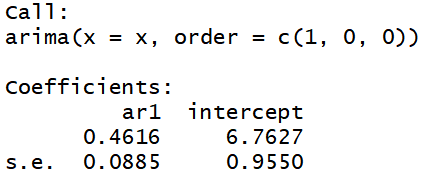 Call:
arima(x = x, order = c(1, 0, 0))
Coefficients:
ar1 intercept
0.4616 6.7627
s.e. 0.0885 0.9550